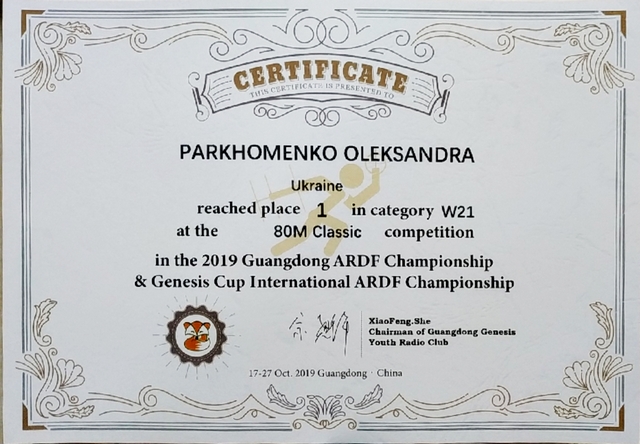 CERTIFICATE
THIS CERTIFICATE IS PRESENTED TO
PARKHOMENKO OLEKSANDRA
Ukraine
reached place 1 in category W21
at the 80M Classic competition
in the 2019 Guangdong ARDF Championship
& Genesis Cup International ARDF Championship
XiaoFeng.She
Chairman of Guangdong Genesis
Youth Radio Club
17-27 Oct. 2019 Guangdong · China